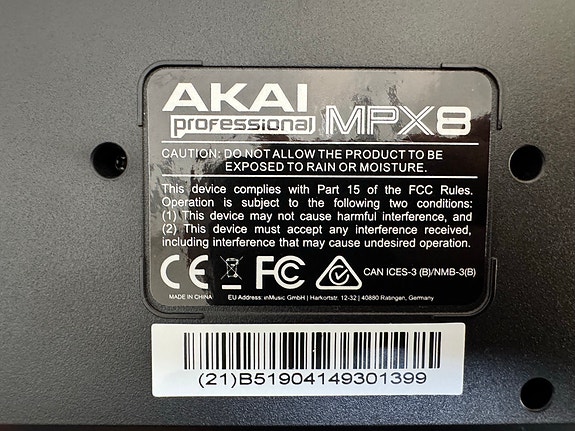 AKAI
professional MPX8
CAUTION: DO NOT ALLOW THE PRODUCT TO BE
EXPOSED TO RAIN OR MOISTURE.
This device complies with Part 15 of the FCC Rules.
Operation is subject to the following two conditions:
(1) This device may not cause harmful interference, and
(2) This device must accept any interference received,
including interference that may cause undesired operation.
CE FC CAN ICES-3 (B)/NMB-3(B)
MADE IN CHINA EU Address: inMusic GmbH | Harkortstr. 12-32 | 40880 Ratingen, Germany
(21)B51904149301399